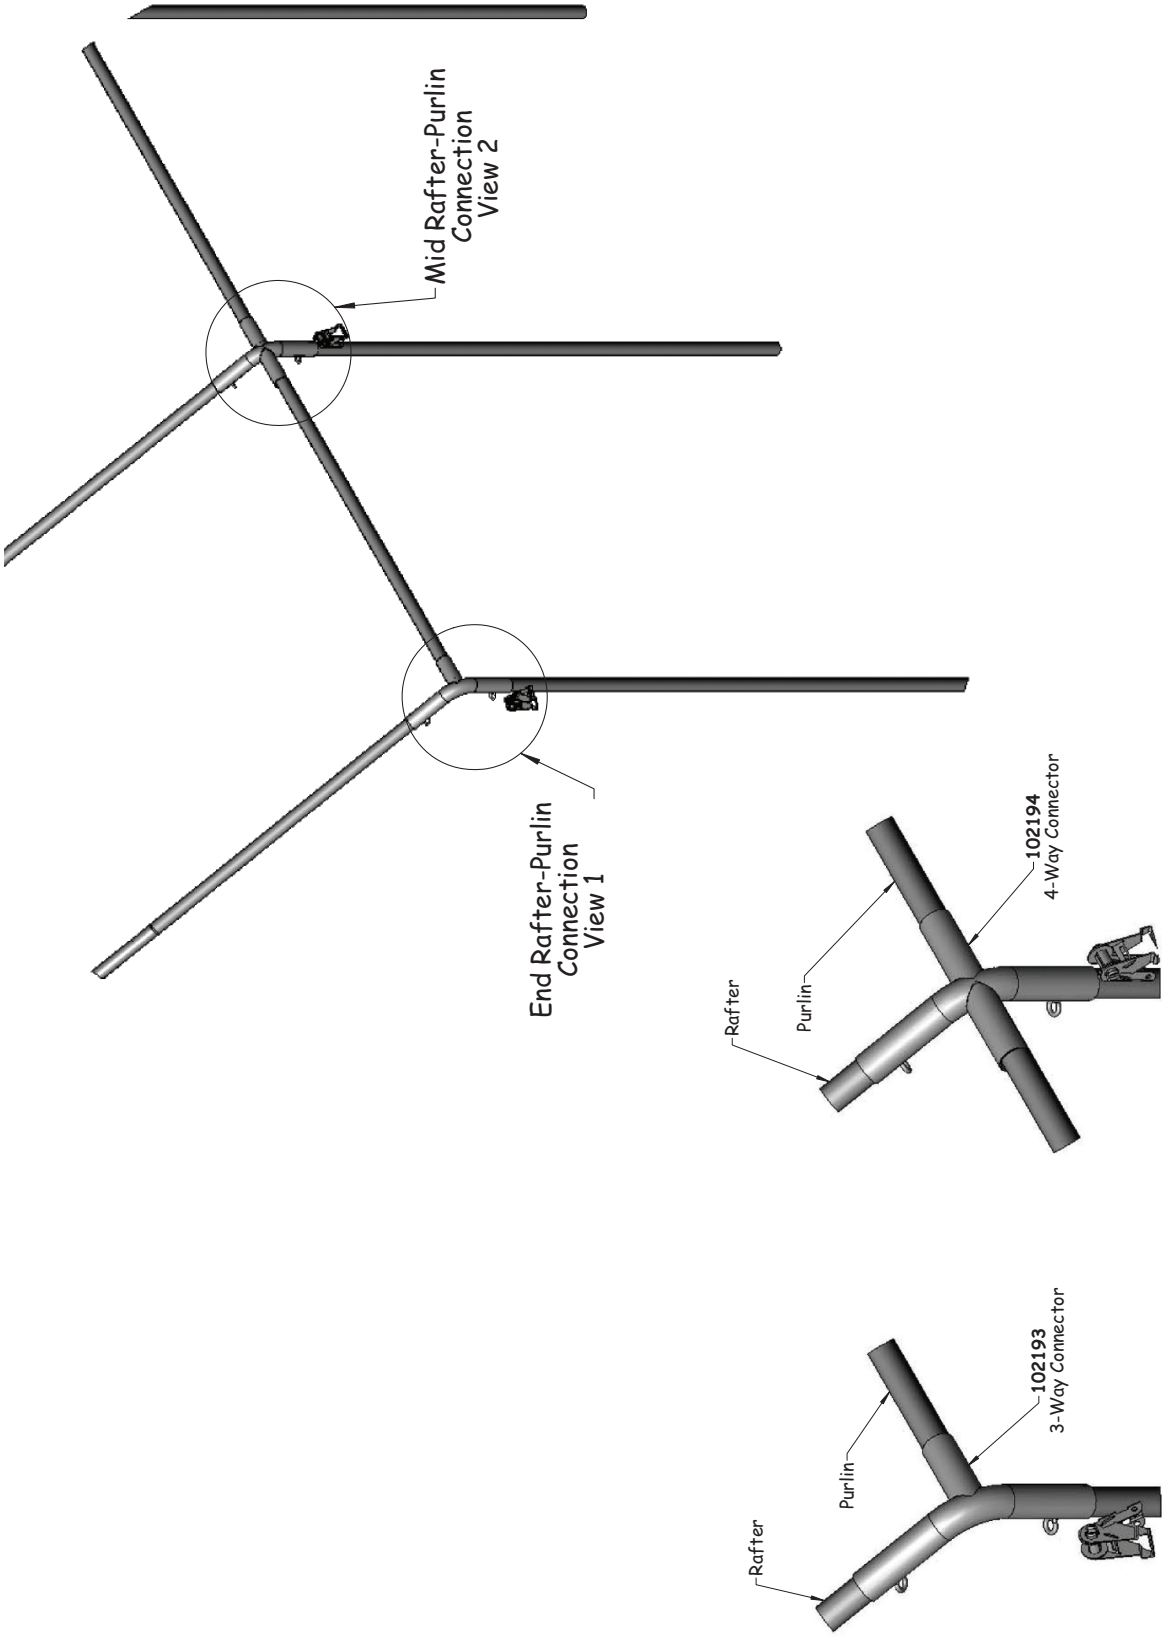 Mid Rafter-Purlin
Connection
View 2
End Rafter-Purlin
Connection
View 1
Rafter
Purlin
102194
4-Way Connector
Rafter
Purlin
102193
3-Way Connector